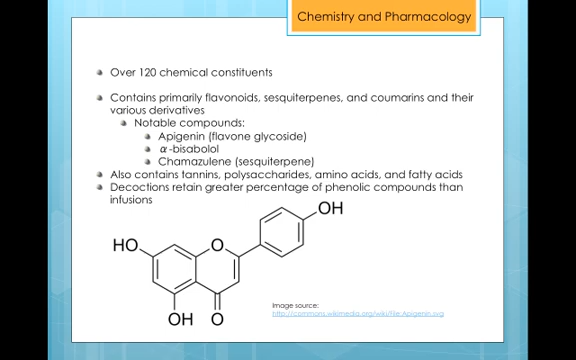 Chemistry and Pharmacology
Over 120 chemical constituents
Contains primarily flavonoids, sesquiterpenes, and coumarins and their
various derivatives
Notable compounds:
Apigenin (flavone glycoside)
α-bisabolol
Chamazulene (sesquiterpene)
Also contains tannins, polysaccharides, amino acids, and fatty acids
Decoctions retain greater percentage of phenolic compounds than
infusions
OH
HO
O
OH
O
Image source:
http://commons.wikimedia.org/wiki/File:Apigenin.svg